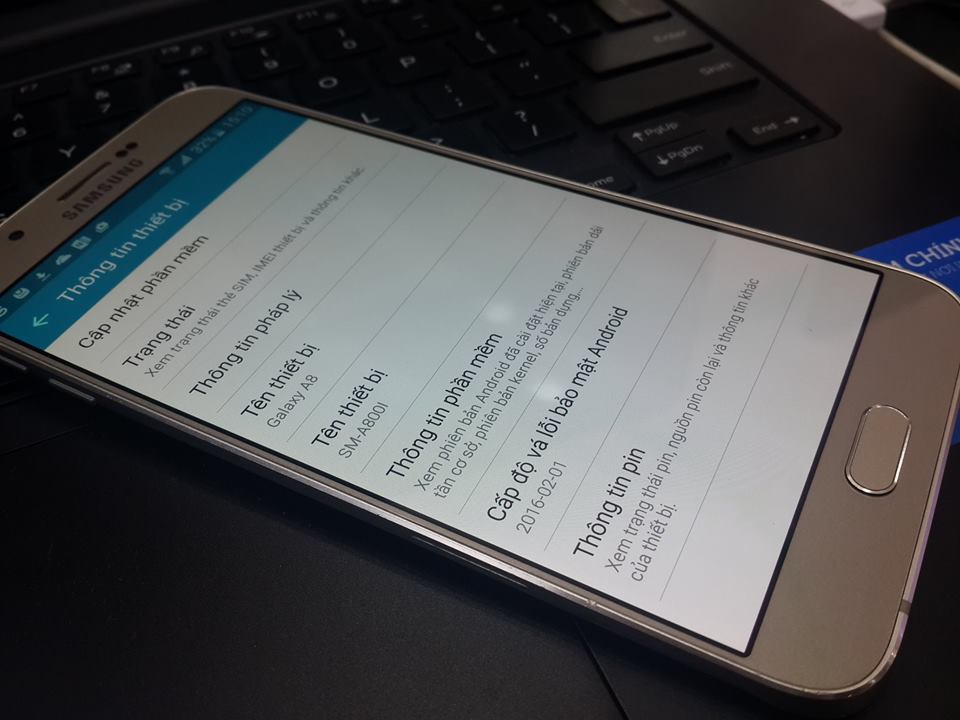 SAMSUNG
32% 15:10
Thông tin thiết bị
Cập nhật phần mềm
Trạng thái
Xem trạng thái thẻ SIM, IMEI thiết bị và thông tin khác.
Thông tin pháp lý
Tên thiết bị
Galaxy A8
Tên thiết bị
SM-A800I
Thông tin phần mềm
Xem phiên bản Android đã cài đặt hiện tại, phiên bản dải
tần cơ sở, phiên bản kernel, số bản dựng,...
Cấp độ vá lỗi bảo mật Android
2016-02-01
Thông tin pin
Xem trạng thái pin, nguồn pin còn lại và thông tin khác
của thiết bị.
Enter
Shift
PgUp
PgDn
End
O
P
L
Y
CHÍN
NOT